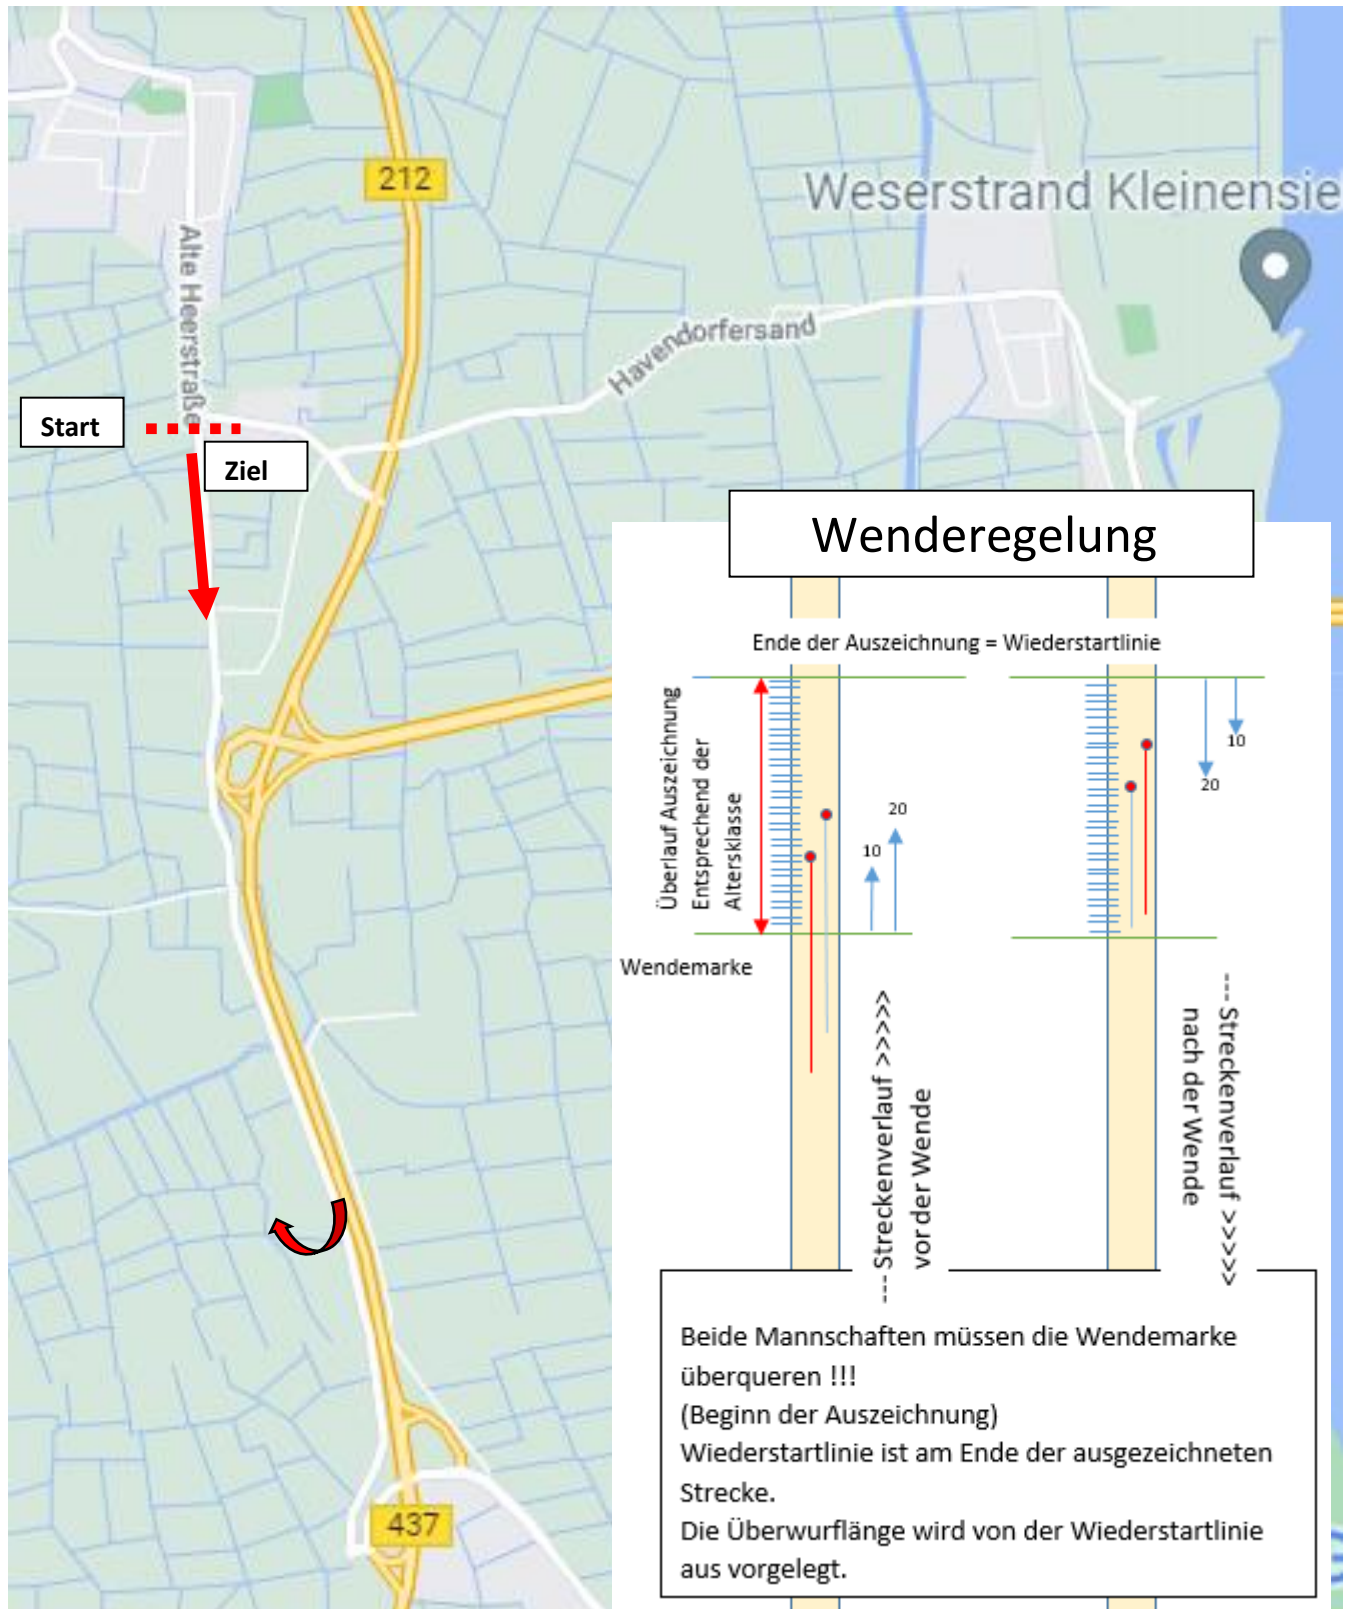 212
Weserstrand Kleinensie
Alte Heerstraße
Havendorfersand
Start
Ziel
Wenderegelung
Ende der Auszeichnung = Wiederstartlinie
Überlauf Auszeichnung
Entsprechend der
Altersklasse
10
20
10
20
Wendemarke
--- Streckenverlauf >>>>>
vor der Wende
--- Streckenverlauf >>>>>
nach der Wende
Beide Mannschaften müssen die Wendemarke
überqueren !!!
(Beginn der Auszeichnung)
Wiederstartlinie ist am Ende der ausgezeichneten
Strecke.
Die Überwurflänge wird von der Wiederstartlinie
aus vorgelegt.
437